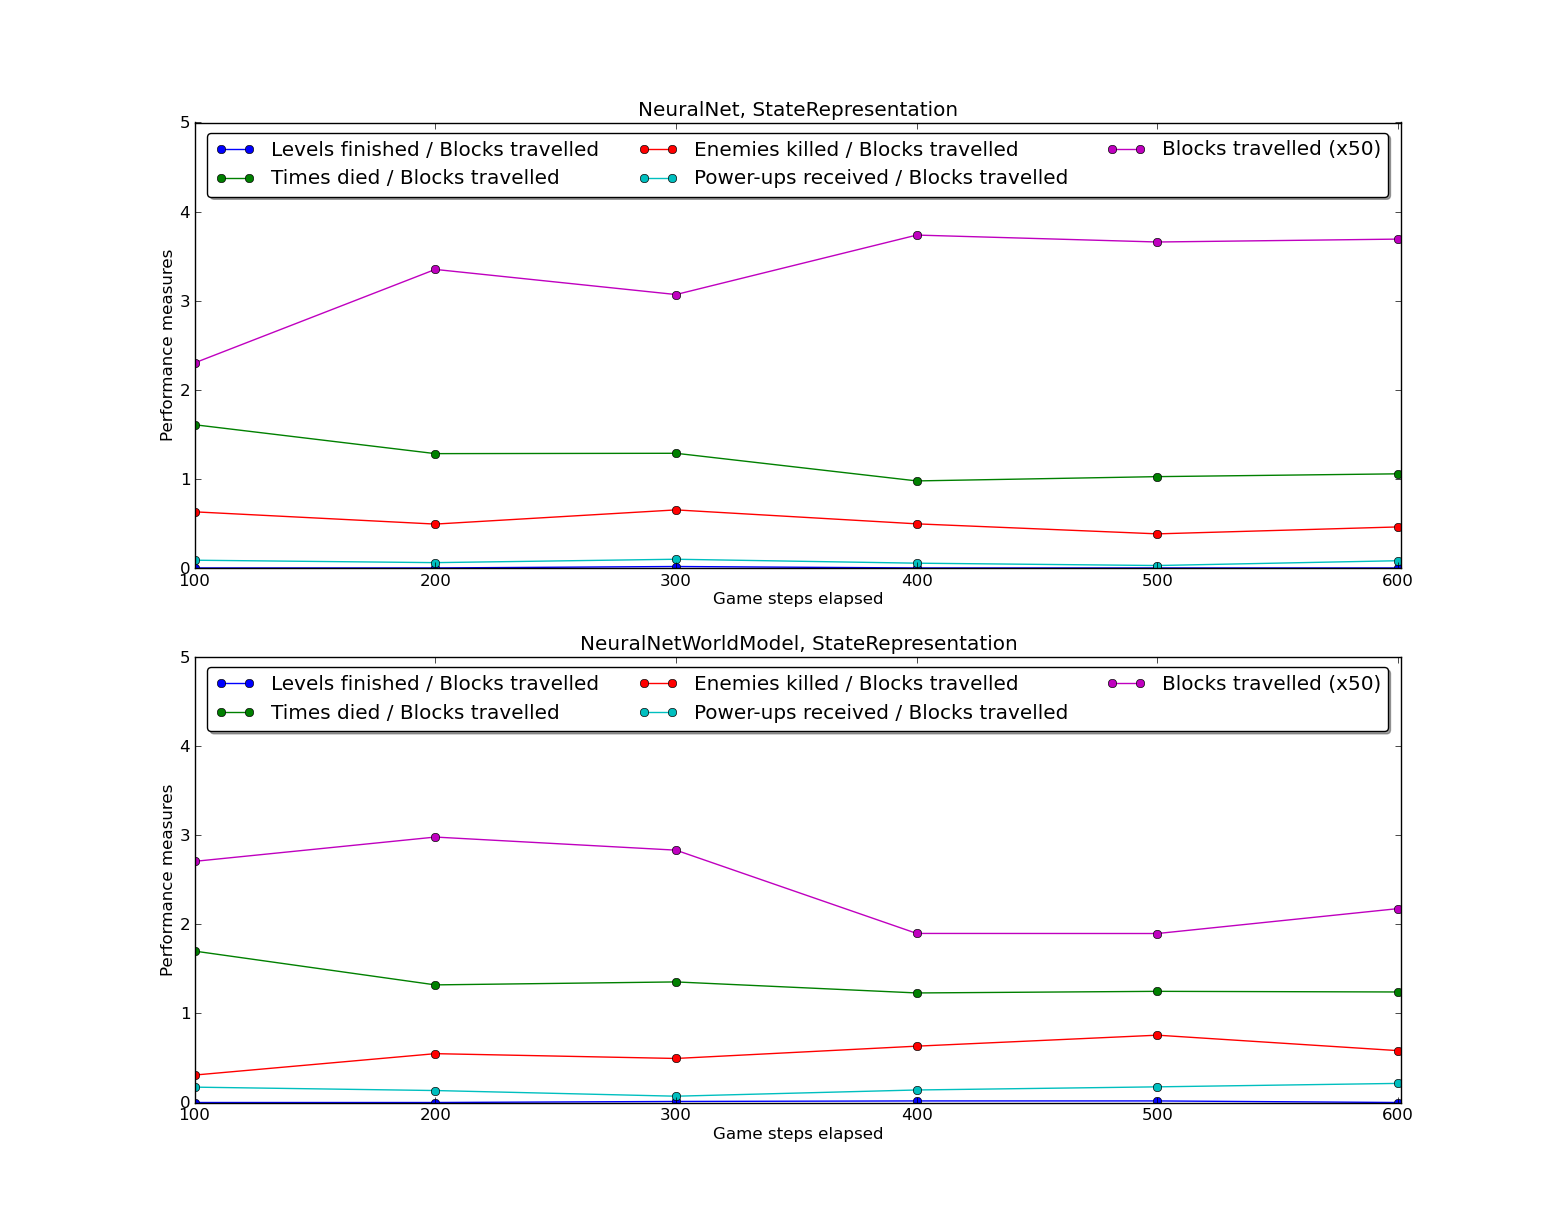 NeuralNet, StateRepresentation
5
4
3
2
1
0
Performance measures
Levels finished / Blocks travelled
Times died / Blocks travelled
Enemies killed / Blocks travelled
Power-ups received / Blocks travelled
Blocks travelled (x50)
100 200 300 400 500 600
Game steps elapsed
NeuralNetWorldModel, StateRepresentation
5
4
3
2
1
0
Performance measures
Levels finished / Blocks travelled
Times died / Blocks travelled
Enemies killed / Blocks travelled
Power-ups received / Blocks travelled
Blocks travelled (x50)
100 200 300 400 500 600
Game steps elapsed